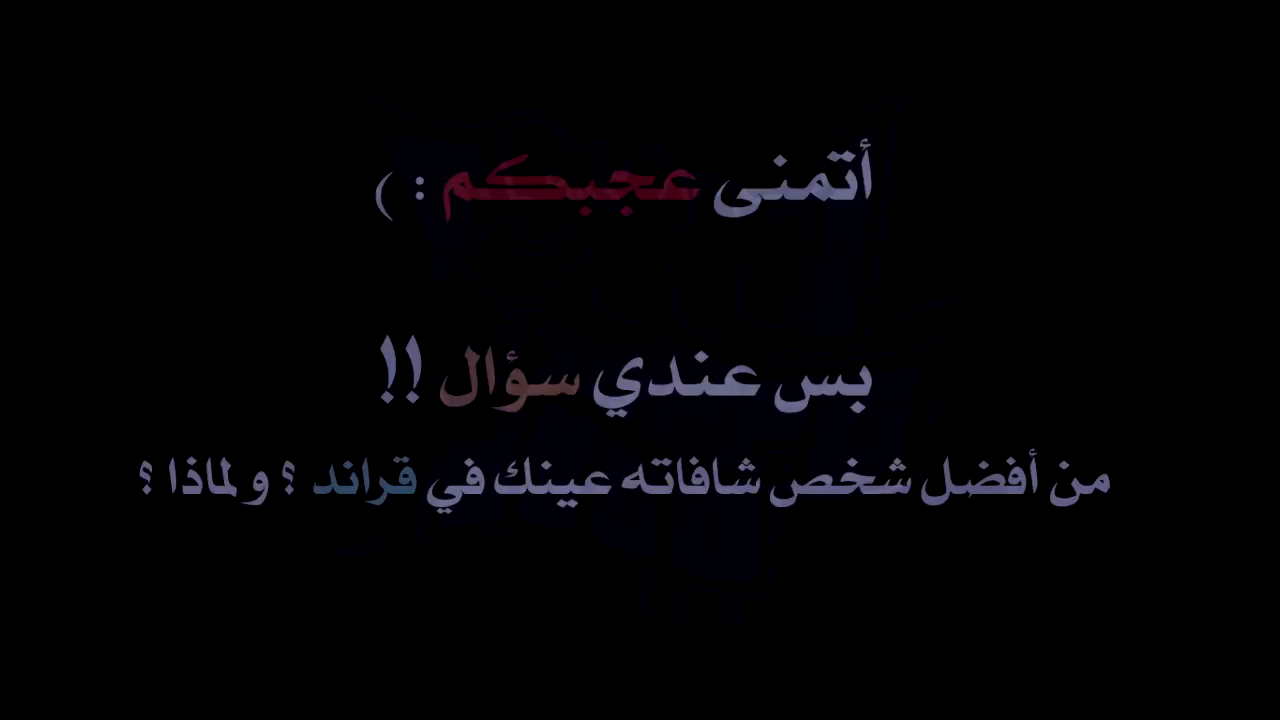 أتمنى عجبكم : )
بس عندي سؤال !!
من أفضل شخص شافاته عينك في قراند ؟ و لماذا ؟